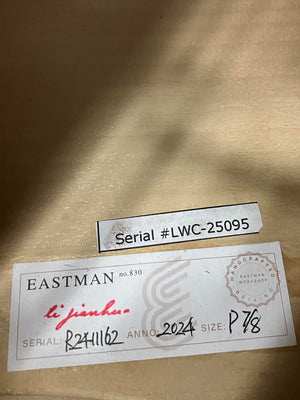 Serial #LWC-25095
EASTMAN no.830
HANDCRAFTED
EASTMAN
WORKSHOP
BEIJING
li jianhua
SERIAL: R2411162 ANNO 2024 SIZE: P 7/8